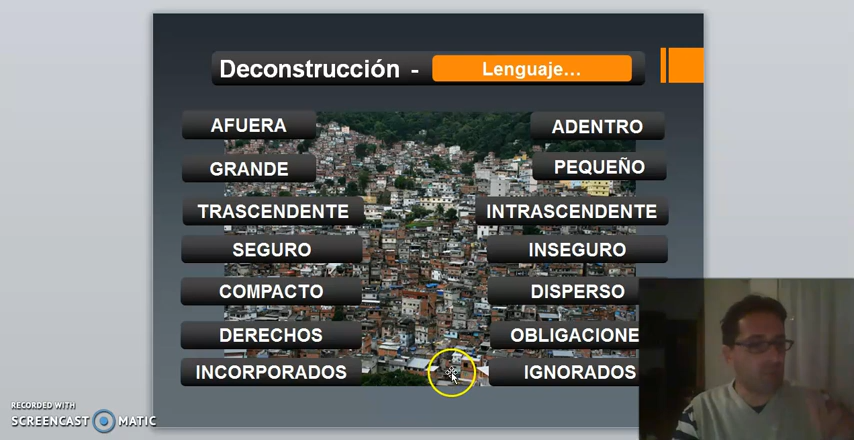 Deconstrucción - Lenguaje...
AFUERA ADENTRO
GRANDE PEQUEÑO
TRASCENDENTE INTRASCENDENTE
SEGURO INSEGURO
COMPACTO DISPERSO
DERECHOS OBLIGACIONE
INCORPORADOS IGNORADOS
RECORDED WITH
SCREENCAST MATIC